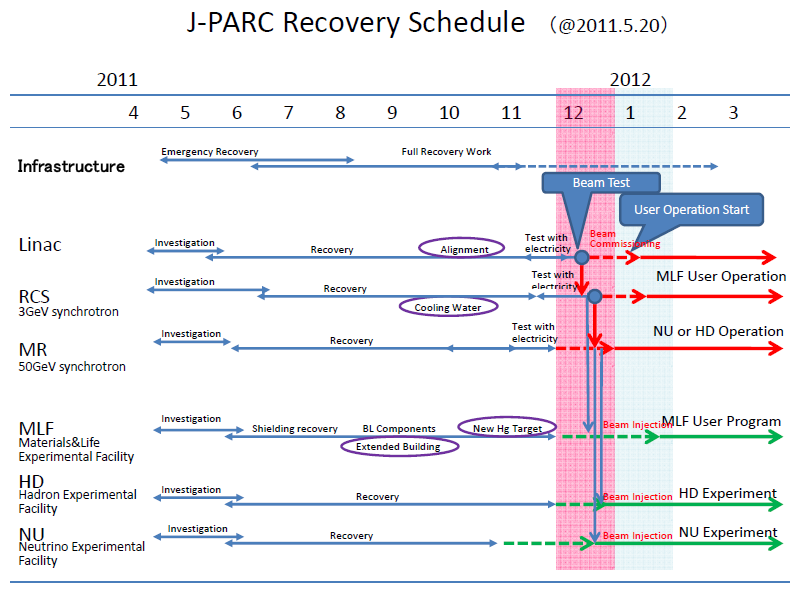 J-PARC Recovery Schedule （@2011.5.20）
2011 2012
4 5 6 7 8 9 10 11 12 1 2 3
Infrastructure
Emergency Recovery
Full Recovery Work
Beam Test
User Operation Start
Linac
Investigation
Recovery
Alignment
Test with
electricity
Beam
Commissioning
MLF User Operation
RCS
3GeV synchrotron
Investigation
Recovery
Cooling Water
Test with
electricity
NU or HD Operation
MR
50GeV synchrotron
Investigation
Recovery
Test with
electricity
MLF
Materials&Life
Experimental Facility
Investigation
Shielding recovery
BL Components
New Hg Target
Extended Building
Beam Injection
MLF User Program
HD
Hadron Experimental
Facility
Investigation
Recovery
Beam Injection
HD Experiment
NU
Neutrino Experimental
Facility
Investigation
Recovery
Beam Injection
NU Experiment